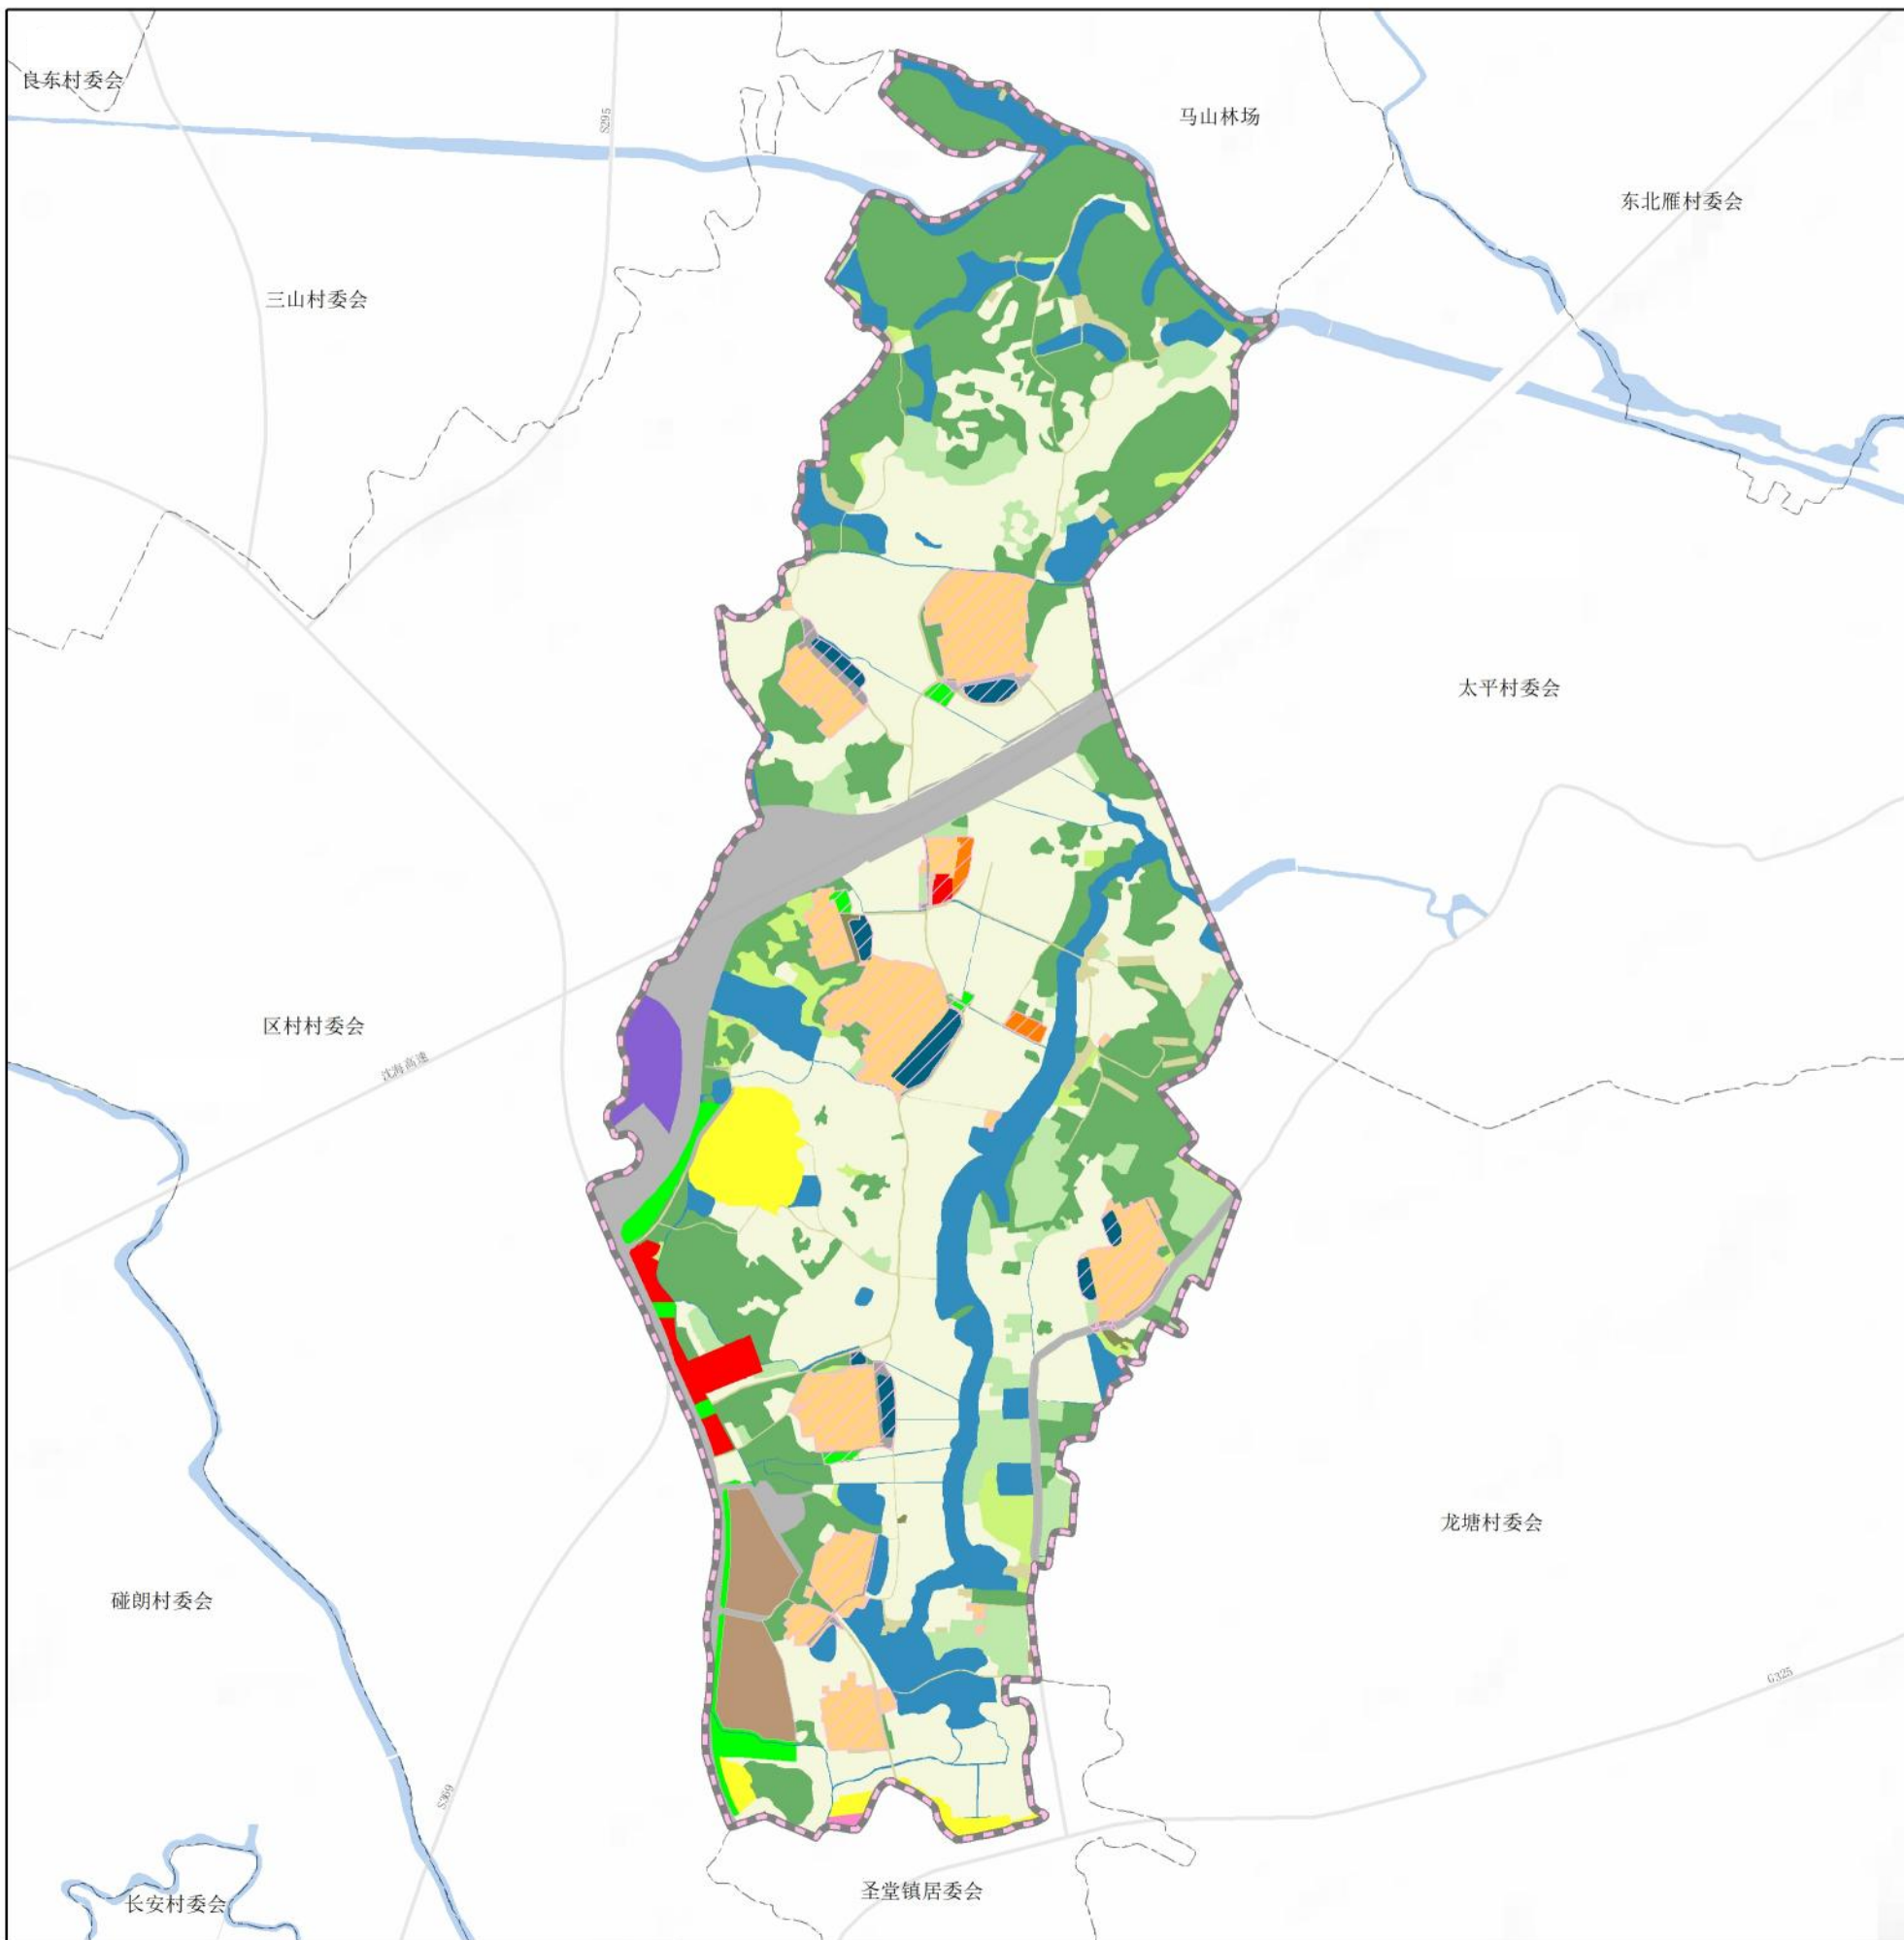 良东村委会
马山林场
S295
东北雁村委会
三山村委会
太平村委会
区村村委会
沈海高速
龙塘村委会
碰朗村委会
G325
S369
圣堂镇居委会
长安村委会